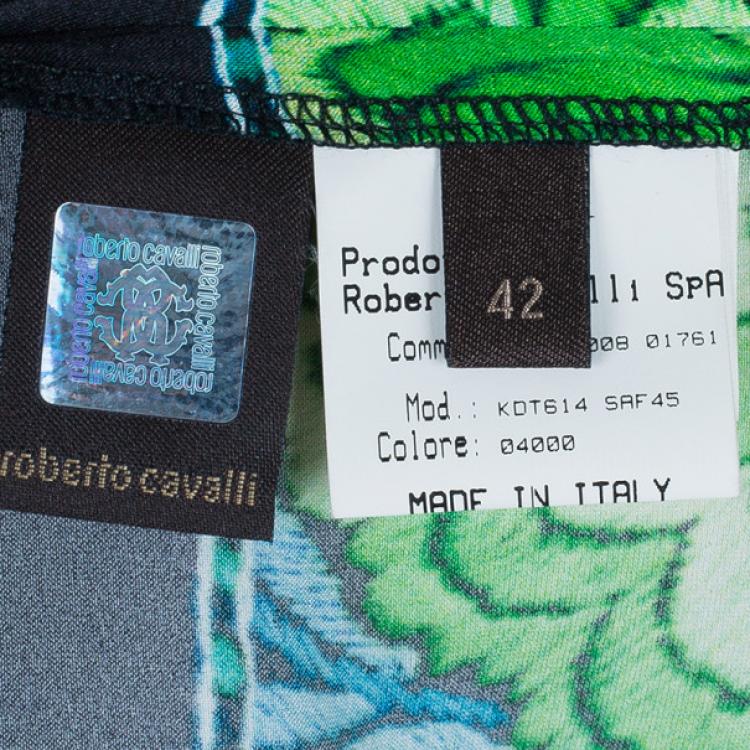 roberto cavalli
roberto cavalli
roberto cavalli
roberto cavalli
roberto cavalli
42
Prodo
Rober lli SpA
Comm 008 01761
Mod.: KDT614 SAF45
Colore: 04000
MADE IN ITALY